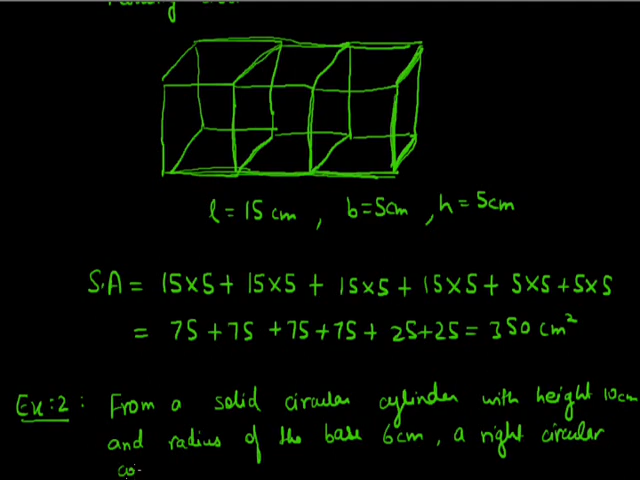 l = 15 cm , b=5cm , h = 5cm
S.A = 15×5 + 15×5 + 15×5 + 15×5 + 5×5 + 5×5
= 75 + 75 + 75 + 75 + 25 + 25 = 350 cm²
Ex:2 : From a solid circular cylinder with height 10cm
and radius of the base 6cm, a right circular